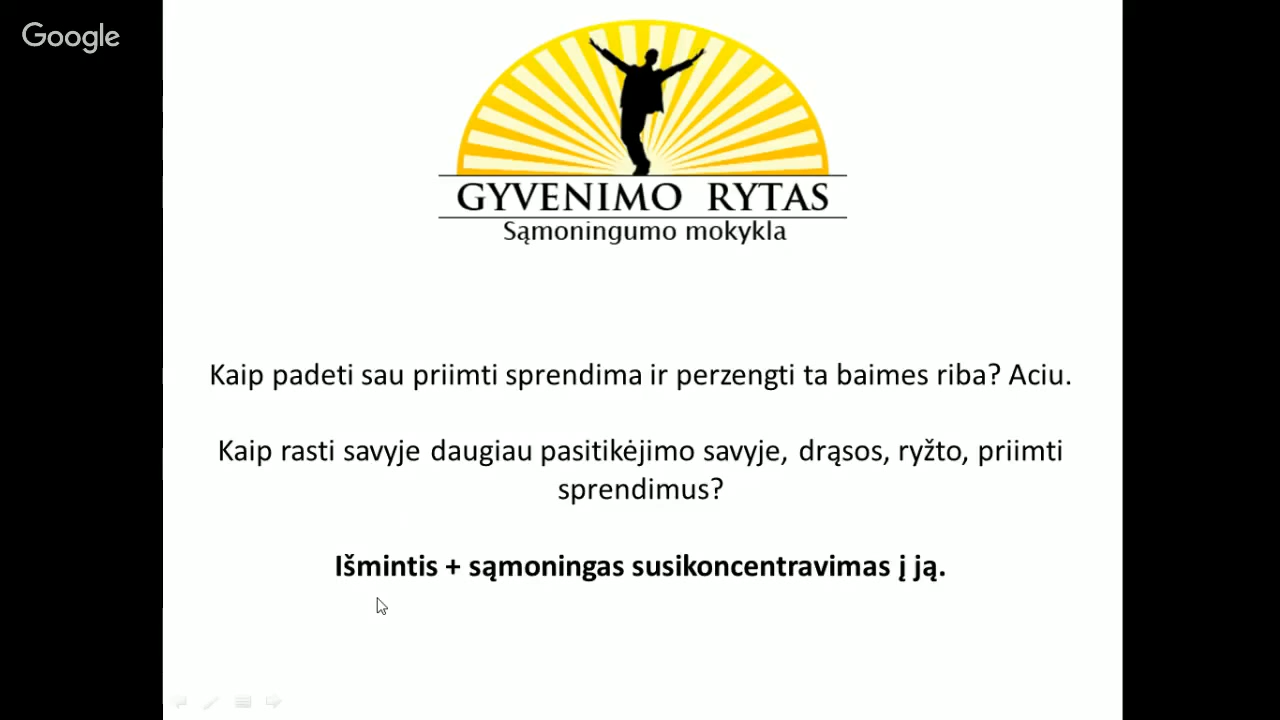 Google
GYVENIMO RYTAS
Sąmoningumo mokykla
Kaip padeti sau priimti sprendima ir perzengti ta baimes riba? Aciu.
Kaip rasti savyje daugiau pasitikėjimo savyje, drąsos, ryžto, priimti
sprendimus?
Išmintis + sąmoningas susikoncentravimas į ją.